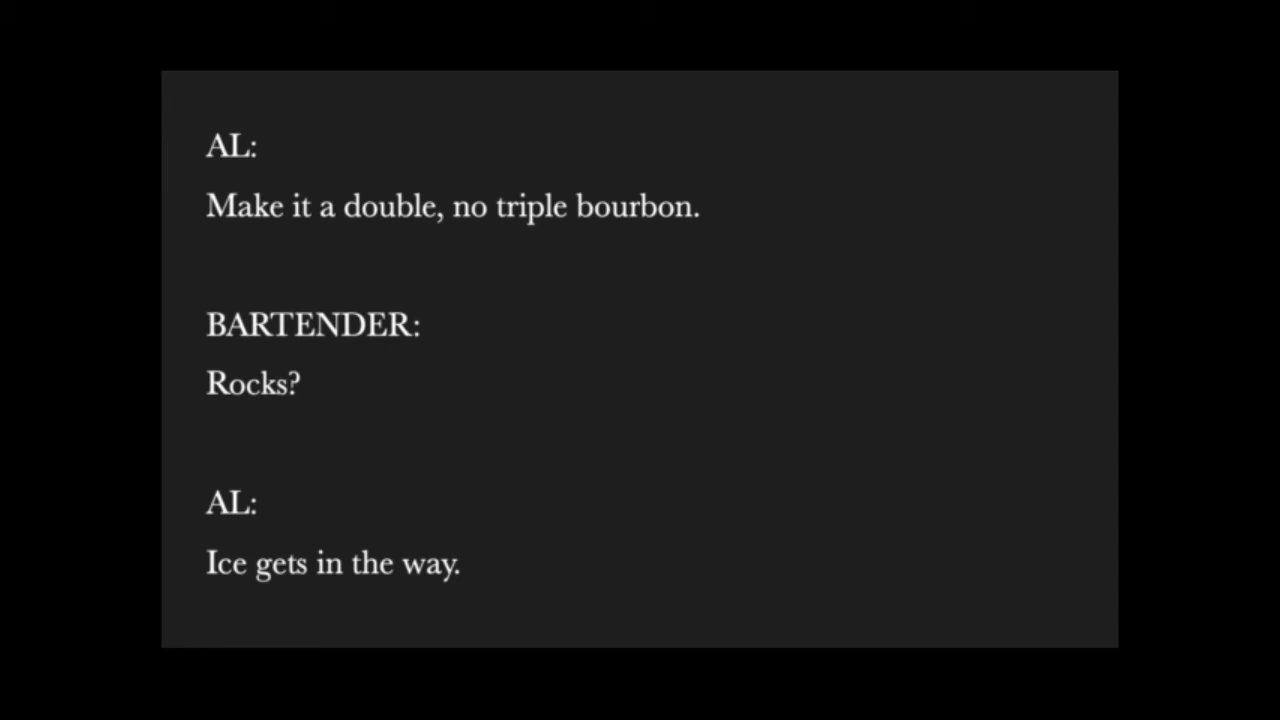 AL:
Make it a double, no triple bourbon.
BARTENDER:
Rocks?
AL:
Ice gets in the way.